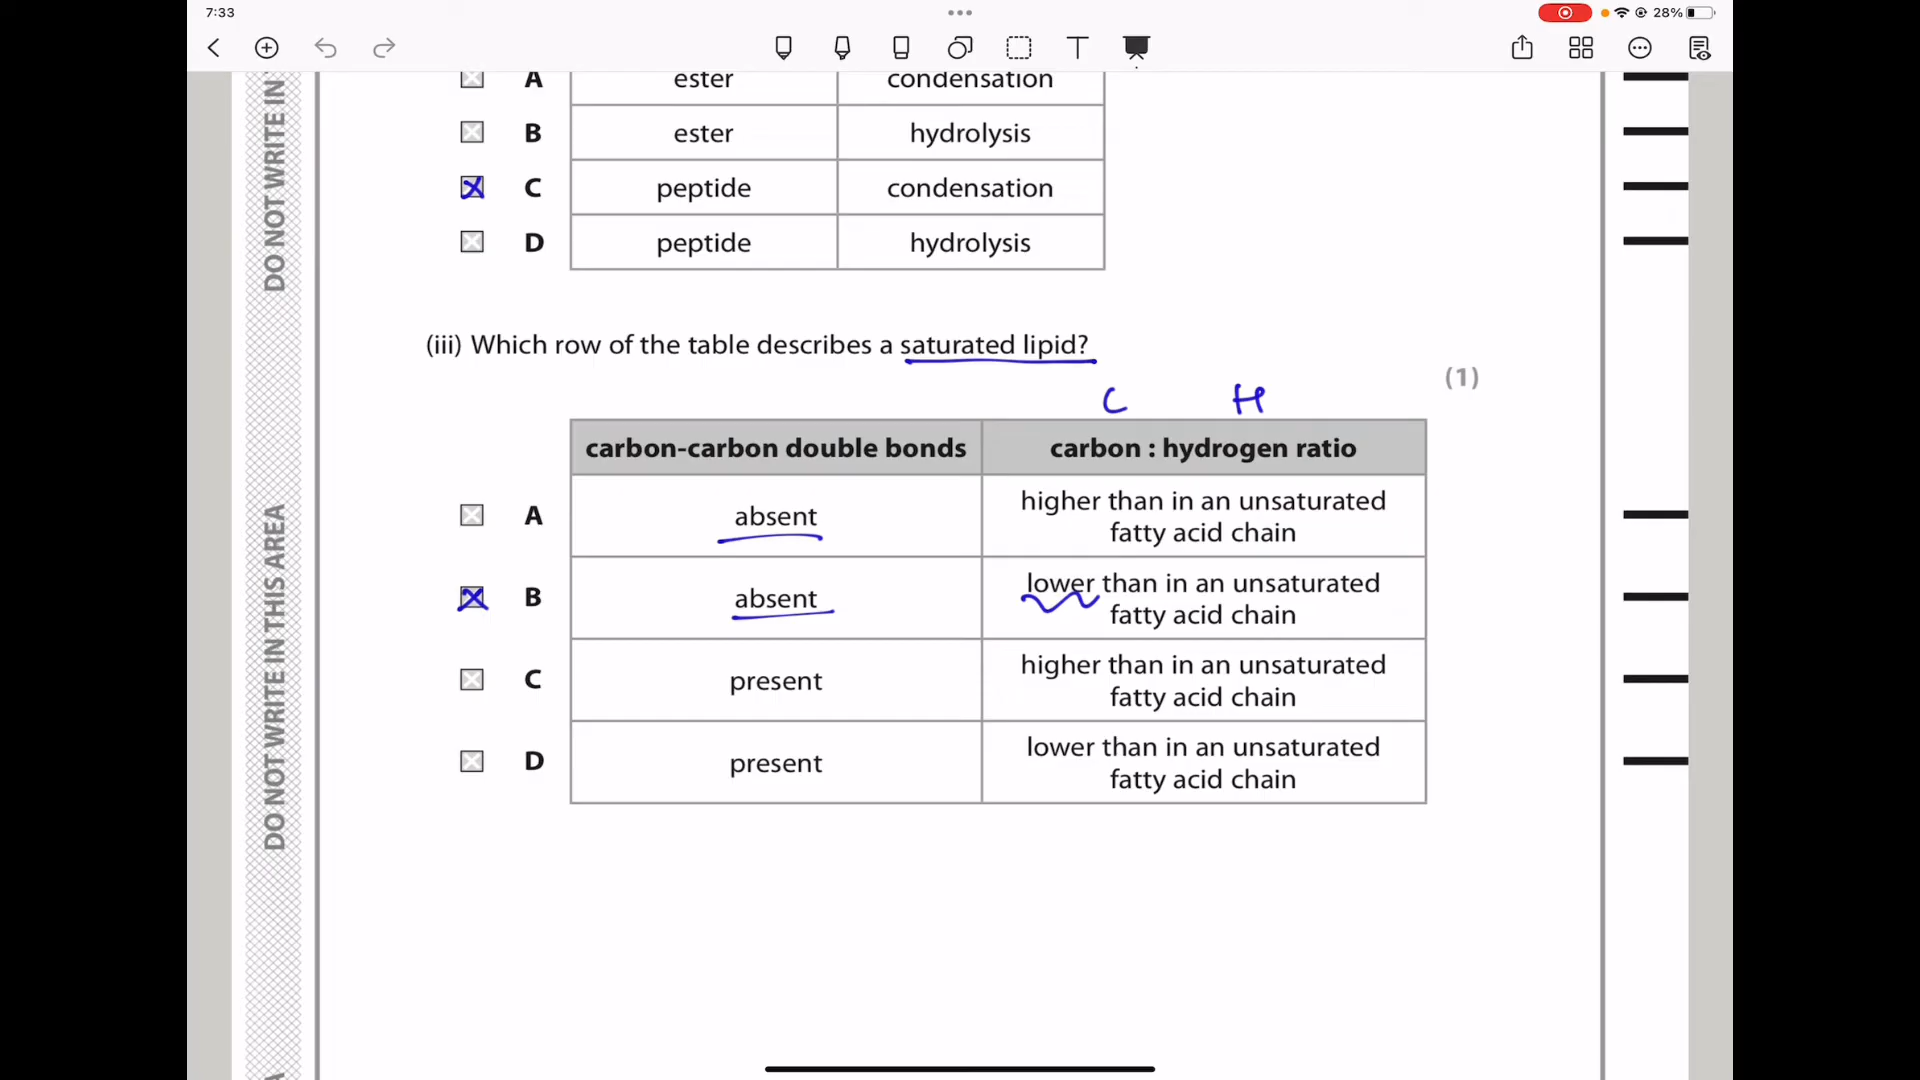 7:33
28%
T
DO NOT WRITE IN
A ester condensation
B ester hydrolysis
C peptide condensation
D peptide hydrolysis
(iii) Which row of the table describes a saturated lipid?
(1)
C H
carbon-carbon double bonds carbon : hydrogen ratio
A absent higher than in an unsaturated
fatty acid chain
B absent lower than in an unsaturated
fatty acid chain
C present higher than in an unsaturated
fatty acid chain
D present lower than in an unsaturated
fatty acid chain
DO NOT WRITE IN THIS AREA
A